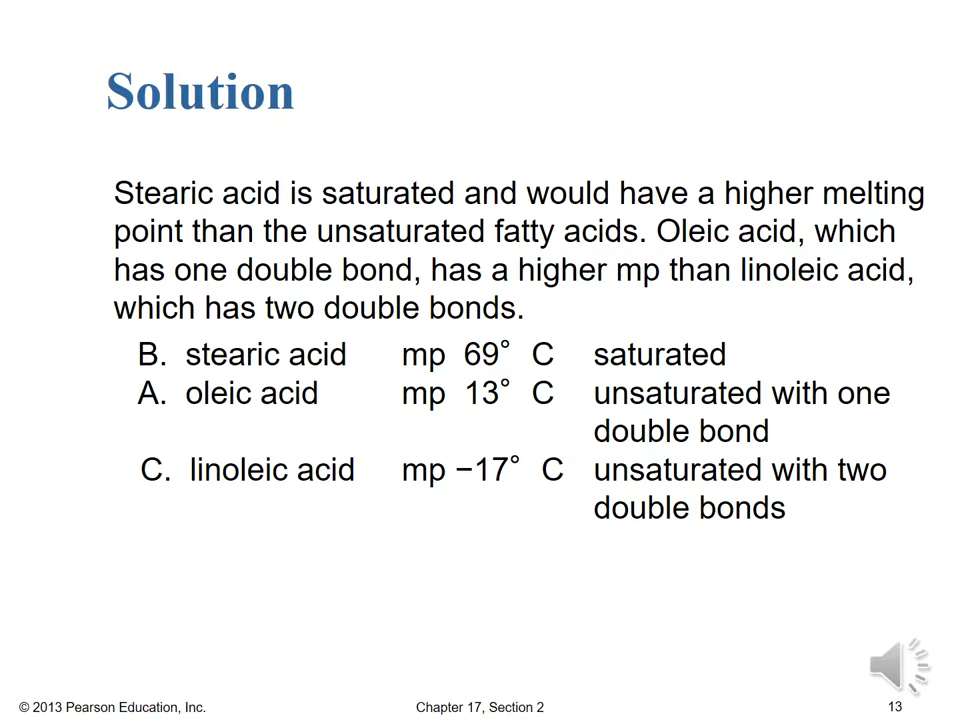 Solution
Stearic acid is saturated and would have a higher melting
point than the unsaturated fatty acids. Oleic acid, which
has one double bond, has a higher mp than linoleic acid,
which has two double bonds.
B. stearic acid mp 69° C saturated
A. oleic acid mp 13° C unsaturated with one
double bond
C. linoleic acid mp −17° C unsaturated with two
double bonds
© 2013 Pearson Education, Inc. Chapter 17, Section 2 13